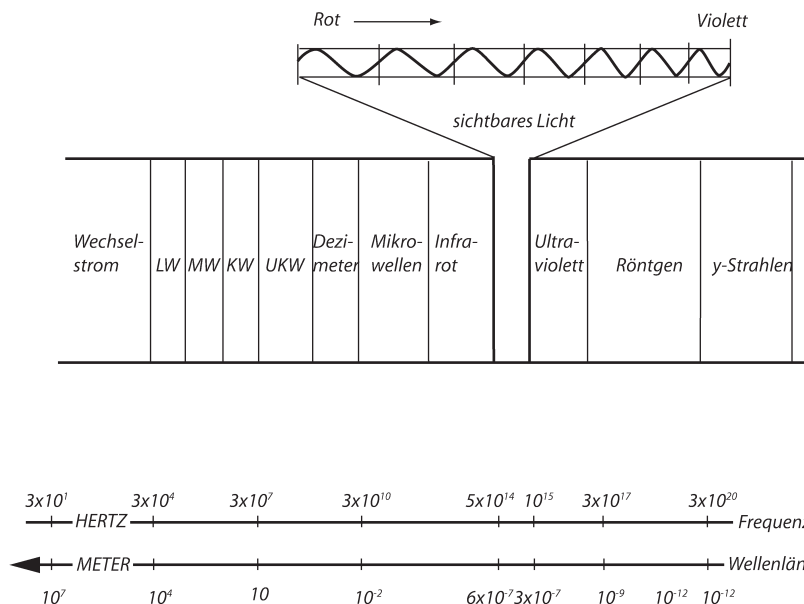 Rot Violett
sichtbares Licht
Wechsel-
strom
LW
MW
KW
UKW
Dezi-
meter
Mikro-
wellen
Infra-
rot
Ultra-
violett
Röntgen
y-Strahlen
3x10¹ 3x10⁴ 3x10⁷ 3x10¹⁰ 5x10¹⁴ 10¹⁵ 3x10¹⁷ 3x10²⁰
HERTZ Frequenz
METER Wellenlän
10⁷ 10⁴ 10 10⁻² 6x10⁻⁷ 3x10⁻⁷ 10⁻⁹ 10⁻¹² 10⁻¹²